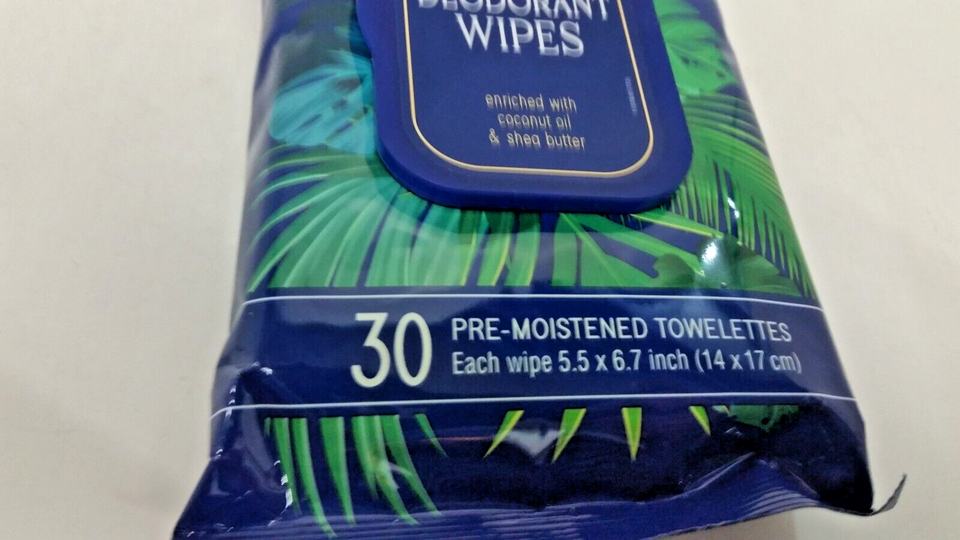 DEODORANT
WIPES
enriched with
coconut oil
& shea butter
30
PRE-MOISTENED TOWELETTES
Each wipe 5.5 x 6.7 inch (14 x 17 cm)